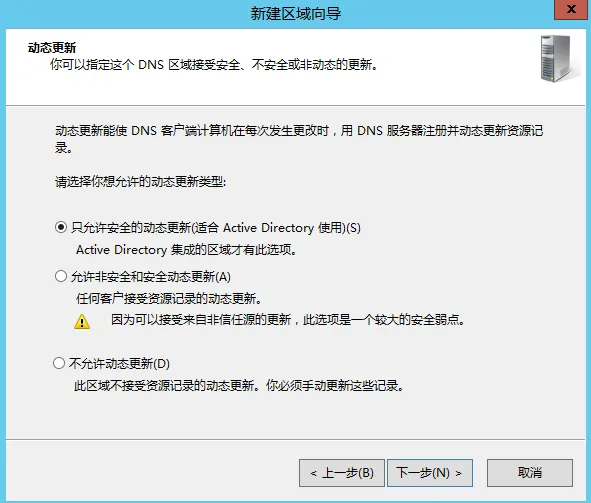 新建区域向导
x
动态更新
你可以指定这个 DNS 区域接受安全、不安全或非动态的更新。
动态更新能使 DNS 客户端计算机在每次发生更改时，用 DNS 服务器注册并动态更新资源记
录。
请选择你想允许的动态更新类型:
只允许安全的动态更新(适合 Active Directory 使用)(S)
Active Directory 集成的区域才有此选项。
允许非安全和安全动态更新(A)
任何客户接受资源记录的动态更新。
因为可以接受来自非信任源的更新，此选项是一个较大的安全弱点。
不允许动态更新(D)
此区域不接受资源记录的动态更新。你必须手动更新这些记录。
< 上一步(B) 下一步(N) > 取消